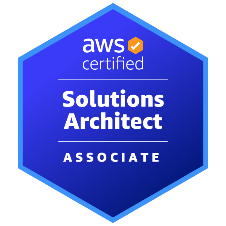 aws
certified
Solutions
Architect
ASSOCIATE